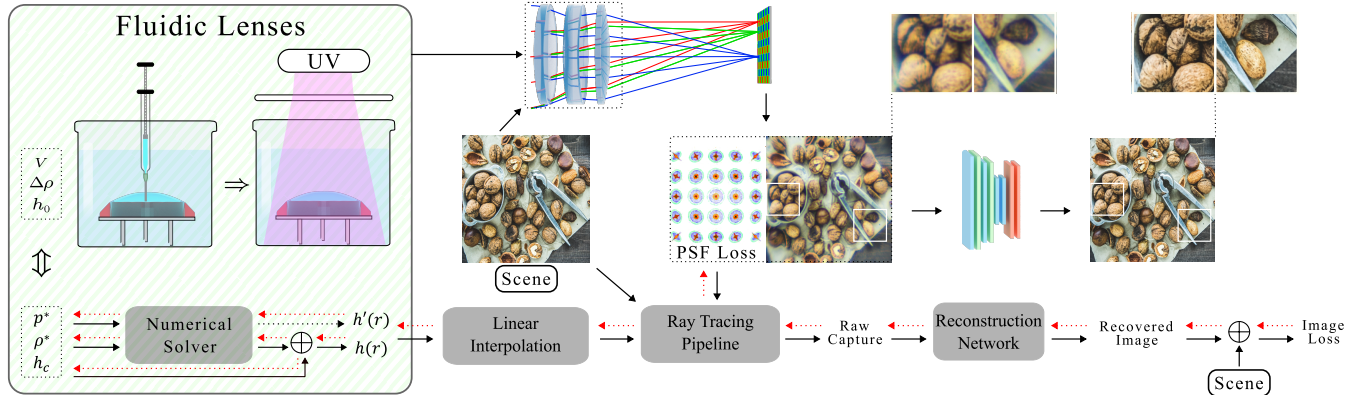 Fluidic Lenses
UV
V
Δρ
h₀
⇒
⇕
p*
ρ*
h_c
Numerical
Solver
h′(r)
h(r)
Linear
Interpolation
Scene
PSF Loss
Ray Tracing
Pipeline
Raw
Capture
Reconstruction
Network
Recovered
Image
Image
Loss
Scene